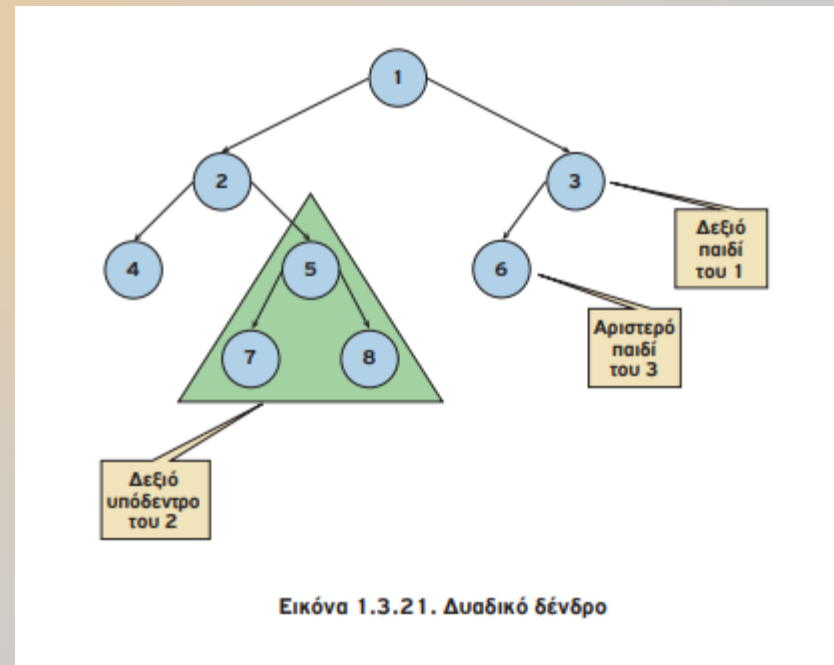 1
2
3
Δεξιό
παιδί
του 1
4
5
6
Αριστερό
παιδί
του 3
7
8
Δεξιό
υπόδεντρο
του 2
Εικόνα 1.3.21. Δυαδικό δένδρο